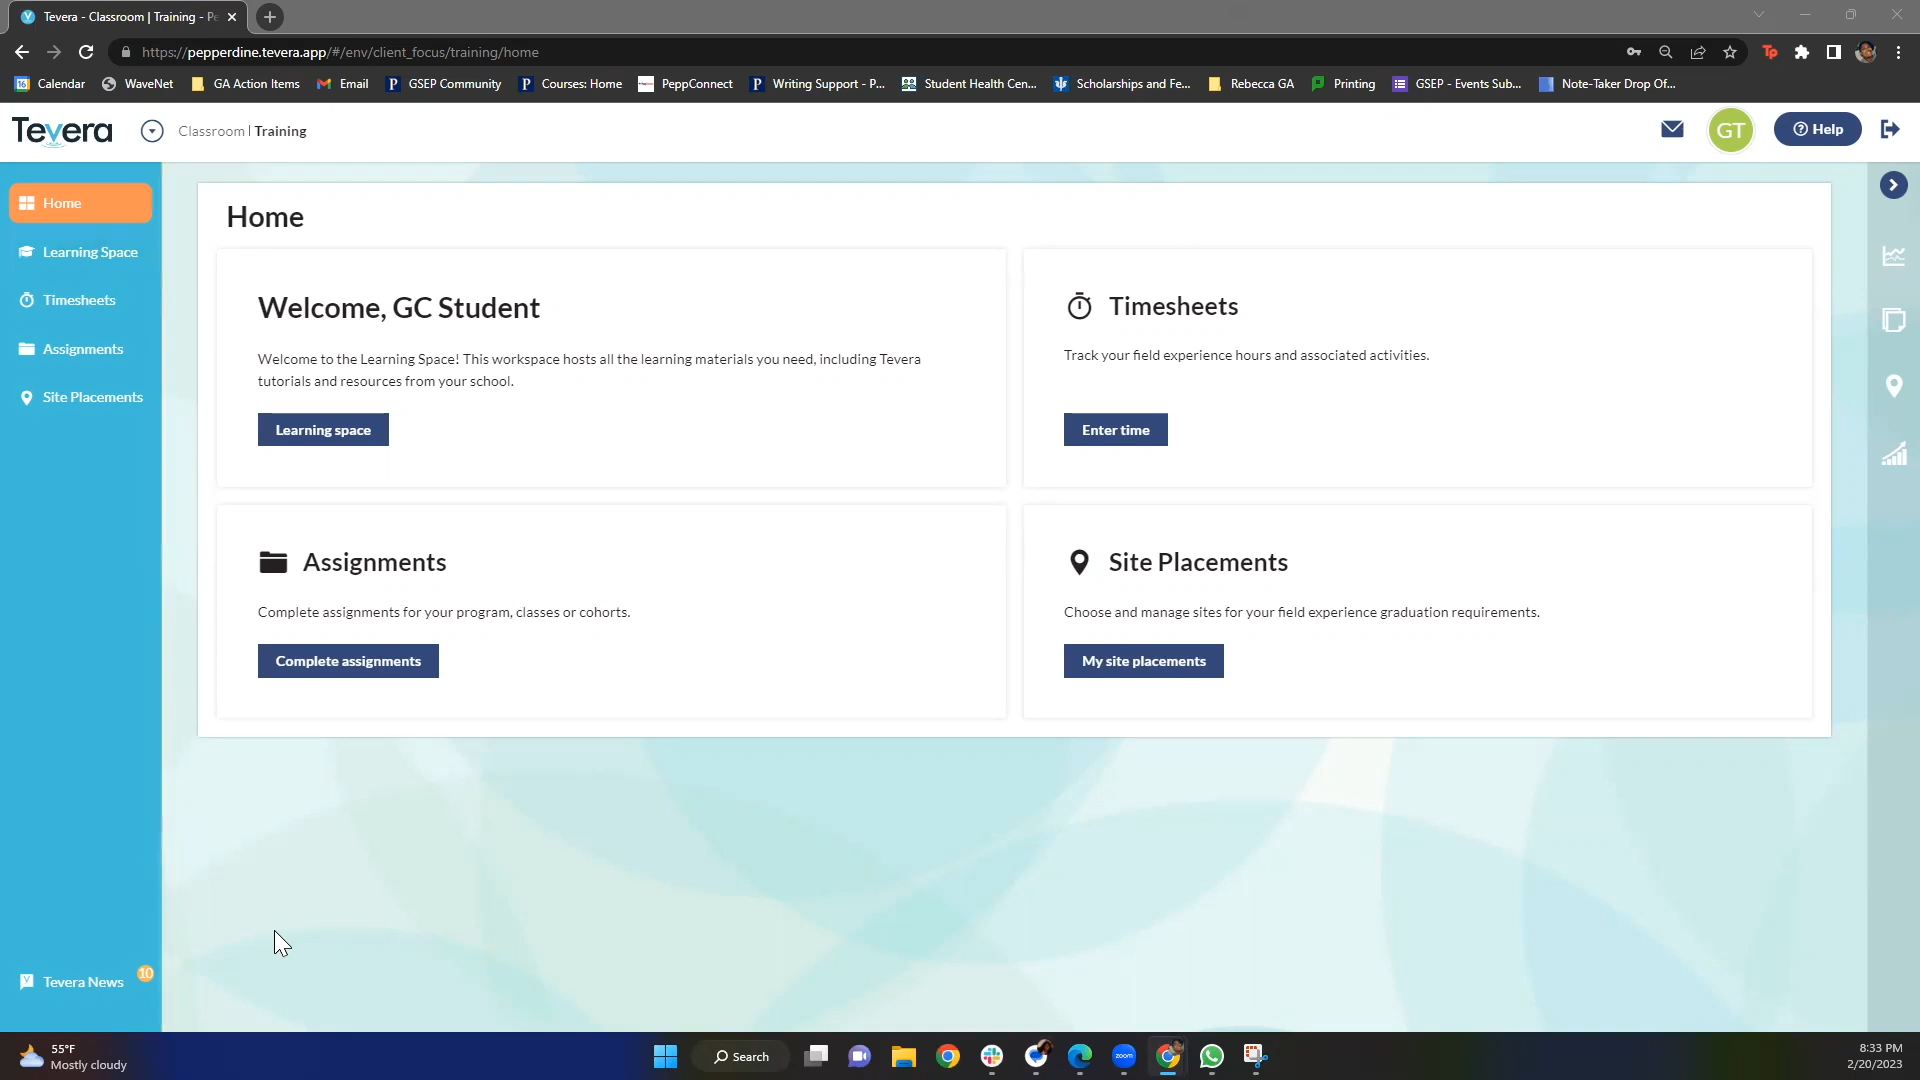 Tevera - Classroom | Training - Pe
https://pepperdine.tevera.app/#/env/client_focus/training/home
Tp
16 Calendar WaveNet GA Action Items Email P GSEP Community P Courses: Home PeppConnect P Writing Support - P... Student Health Cen... Scholarships and Fe... Rebecca GA Printing GSEP - Events Sub... Note-Taker Drop Of...
Tevera Classroom | Training GT Help
Home
Learning Space
Timesheets
Assignments
Site Placements
Tevera News 10
Home
Welcome, GC Student
Welcome to the Learning Space! This workspace hosts all the learning materials you need, including Tevera
tutorials and resources from your school.
Learning space
Timesheets
Track your field experience hours and associated activities.
Enter time
Assignments
Complete assignments for your program, classes or cohorts.
Complete assignments
Site Placements
Choose and manage sites for your field experience graduation requirements.
My site placements
55°F
Mostly cloudy
Search
zoom
8:33 PM
2/20/2023